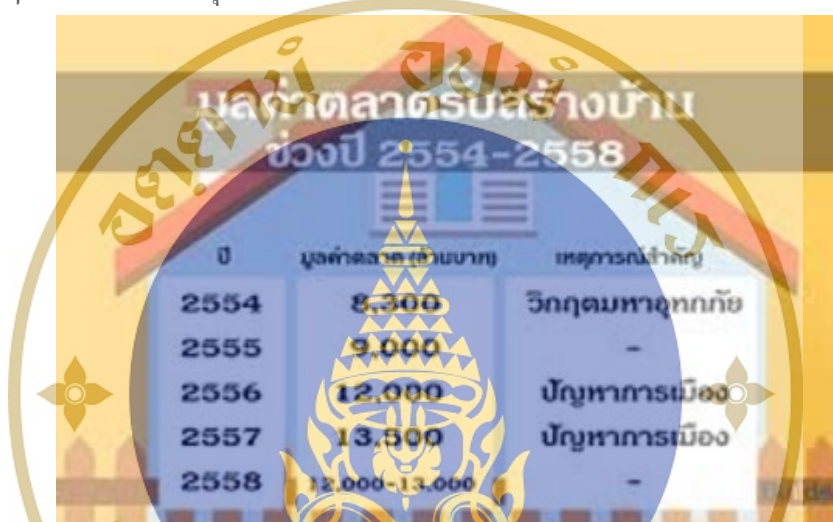 มูลค่าตลาดรับสร้างบ้าน
ช่วงปี 2554-2558
ปี มูลค่าตลาด (ล้านบาท) เหตุการณ์สำคัญ
2554 8,300 วิกฤตมหาอุทกภัย
2555 9,000 -
2556 12,000 ปัญหาการเมือง
2557 13,500 ปัญหาการเมือง
2558 12,000-13,000 -